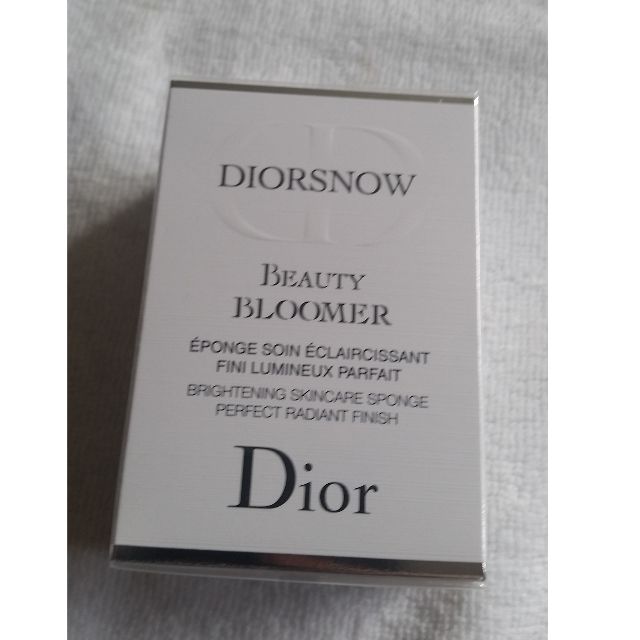 DIORSNOW
BEAUTY
BLOOMER
ÉPONGE SOIN ÉCLAIRCISSANT
FINI LUMINEUX PARFAIT
BRIGHTENING SKINCARE SPONGE
PERFECT RADIANT FINISH
Dior